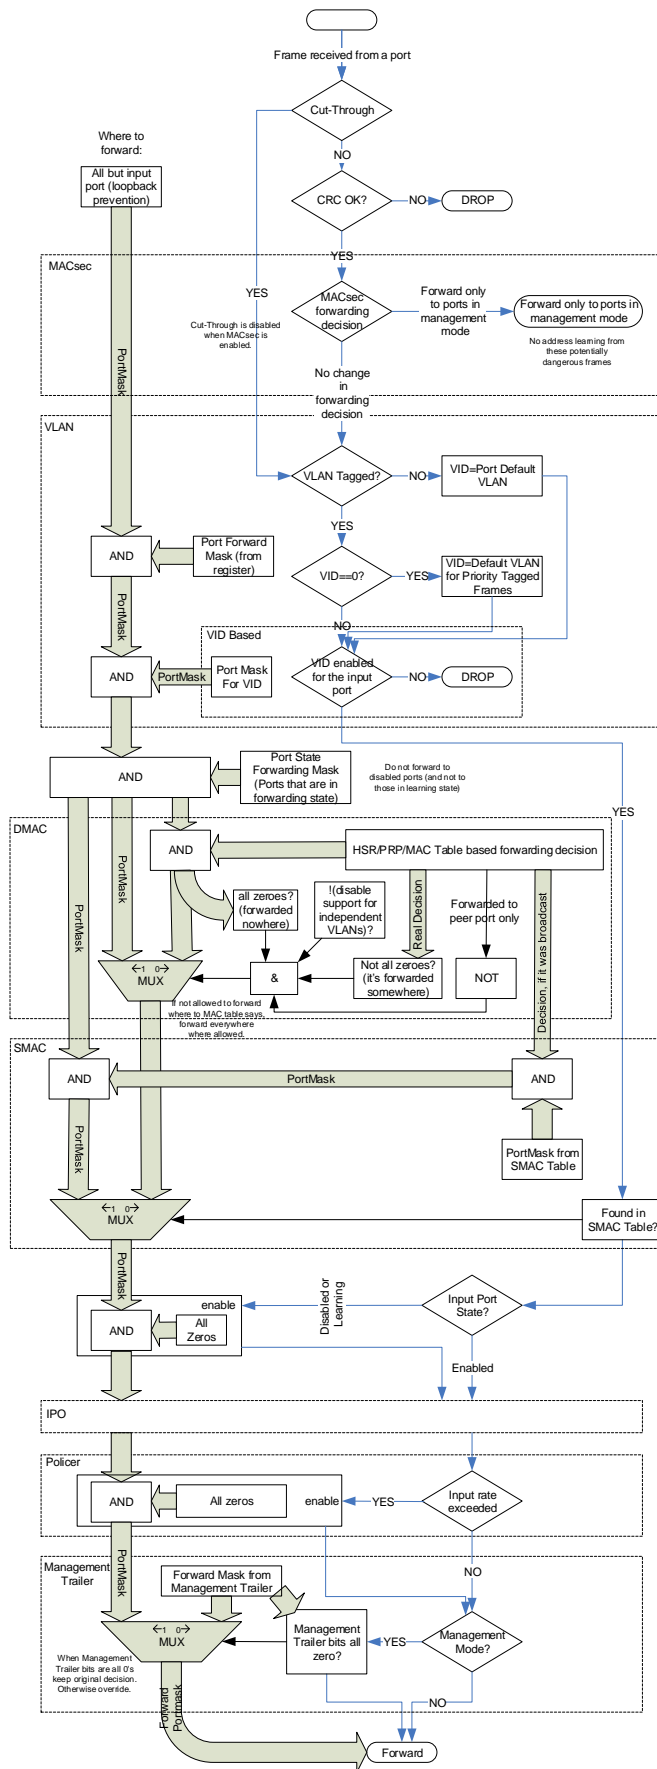 Frame received from a port
Cut-Through
Where to
forward:
NO
All but input
port (loopback
prevention)
CRC OK?
NO
DROP
YES
MACsec
YES
MACsec
forwarding
decision
Forward only
to ports in
management
mode
Forward only to ports in
management mode
Cut-Through is disabled
when MACsec is
enabled.
No address learning from
these potentially
dangerous frames
PortMask
No change
in
forwarding
decision
VLAN
VLAN Tagged?
NO
VID=Port Default
VLAN
YES
AND
Port Forward
Mask (from
register)
VID==0?
YES
VID=Default VLAN
for Priority Tagged
Frames
PortMask
NO
VID Based
AND
PortMask
Port Mask
For VID
VID enabled
for the input
port
NO
DROP
AND
Port State
Forwarding Mask
(Ports that are in
forwarding state)
Do not forward to
disabled ports (and not to
those in learning state)
YES
DMAC
AND
HSR/PRP/MAC Table based forwarding decision
PortMask
PortMask
all zeroes?
(forwarded
nowhere)
!(disable
support for
independent
VLANs)?
Real Decision
Forwarded to
peer port only
Decision, if it was broadcast
←1 0→
MUX
&
Not all zeroes?
(it's forwarded
somewhere)
NOT
If not allowed to forward
where to MAC table says,
forward everywhere
where allowed.
SMAC
AND
PortMask
AND
PortMask
PortMask from
SMAC Table
←1 0→
MUX
Found in
SMAC Table?
PortMask
enable
Disabled or
Learning
Input Port
State?
AND
All
Zeros
Enabled
IPO
Policer
AND
All zeros
enable
YES
Input rate
exceeded
PortMask
NO
Management
Trailer
Forward Mask from
Management Trailer
←1 0→
MUX
Management
Trailer bits all
zero?
YES
Management
Mode?
When Management
Trailer bits are all 0's
keep original decision.
Otherwise override.
Forward
Portmask
NO
Forward